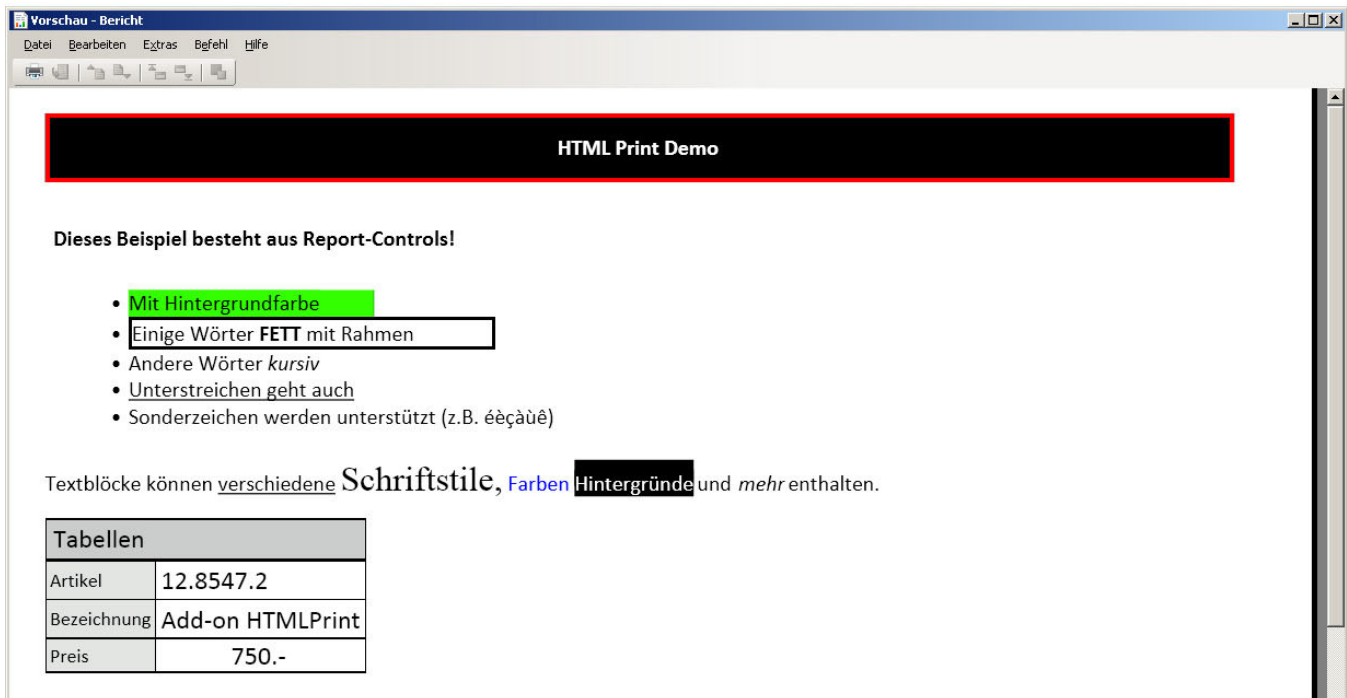 Vorschau - Bericht
Datei Bearbeiten Extras Befehl Hilfe
HTML Print Demo
Dieses Beispiel besteht aus Report-Controls!
• Mit Hintergrundfarbe
• Einige Wörter FETT mit Rahmen
• Andere Wörter kursiv
• Unterstreichen geht auch
• Sonderzeichen werden unterstützt (z.B. éèçàùê)
Textblöcke können verschiedene Schriftstile, Farben Hintergründe und mehr enthalten.
Tabellen
Artikel 12.8547.2
Bezeichnung Add-on HTMLPrint
Preis 750.-